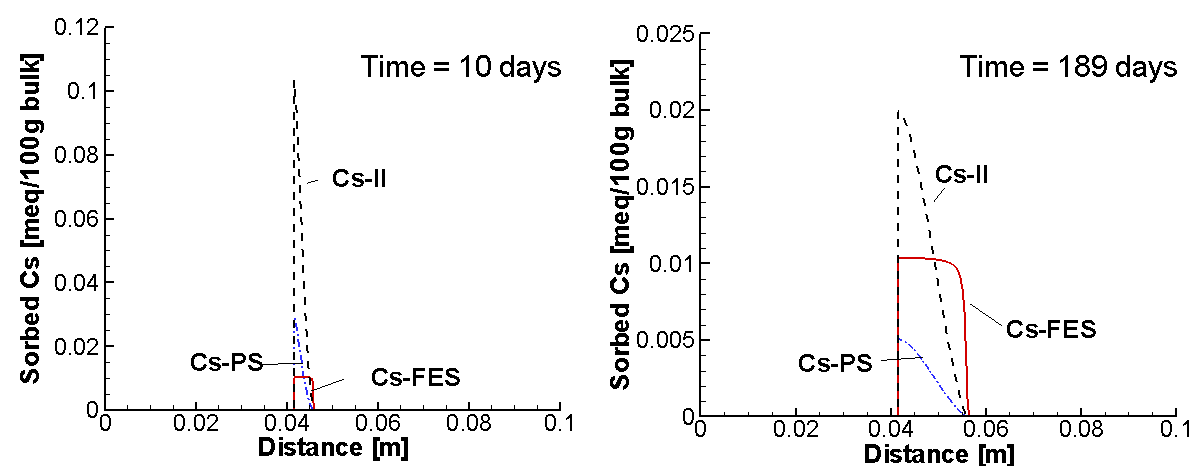 0.12
0.1
0.08
0.06
0.04
0.02
0
Sorbed Cs [meq/100g bulk]
Time = 10 days
Cs-II
Cs-PS
Cs-FES
0
0.02
0.04
0.06
0.08
0.1
Distance [m]
0.025
0.02
0.015
0.01
0.005
0
Sorbed Cs [meq/100g bulk]
Time = 189 days
Cs-II
Cs-FES
Cs-PS
0
0.02
0.04
0.06
0.08
0.1
Distance [m]